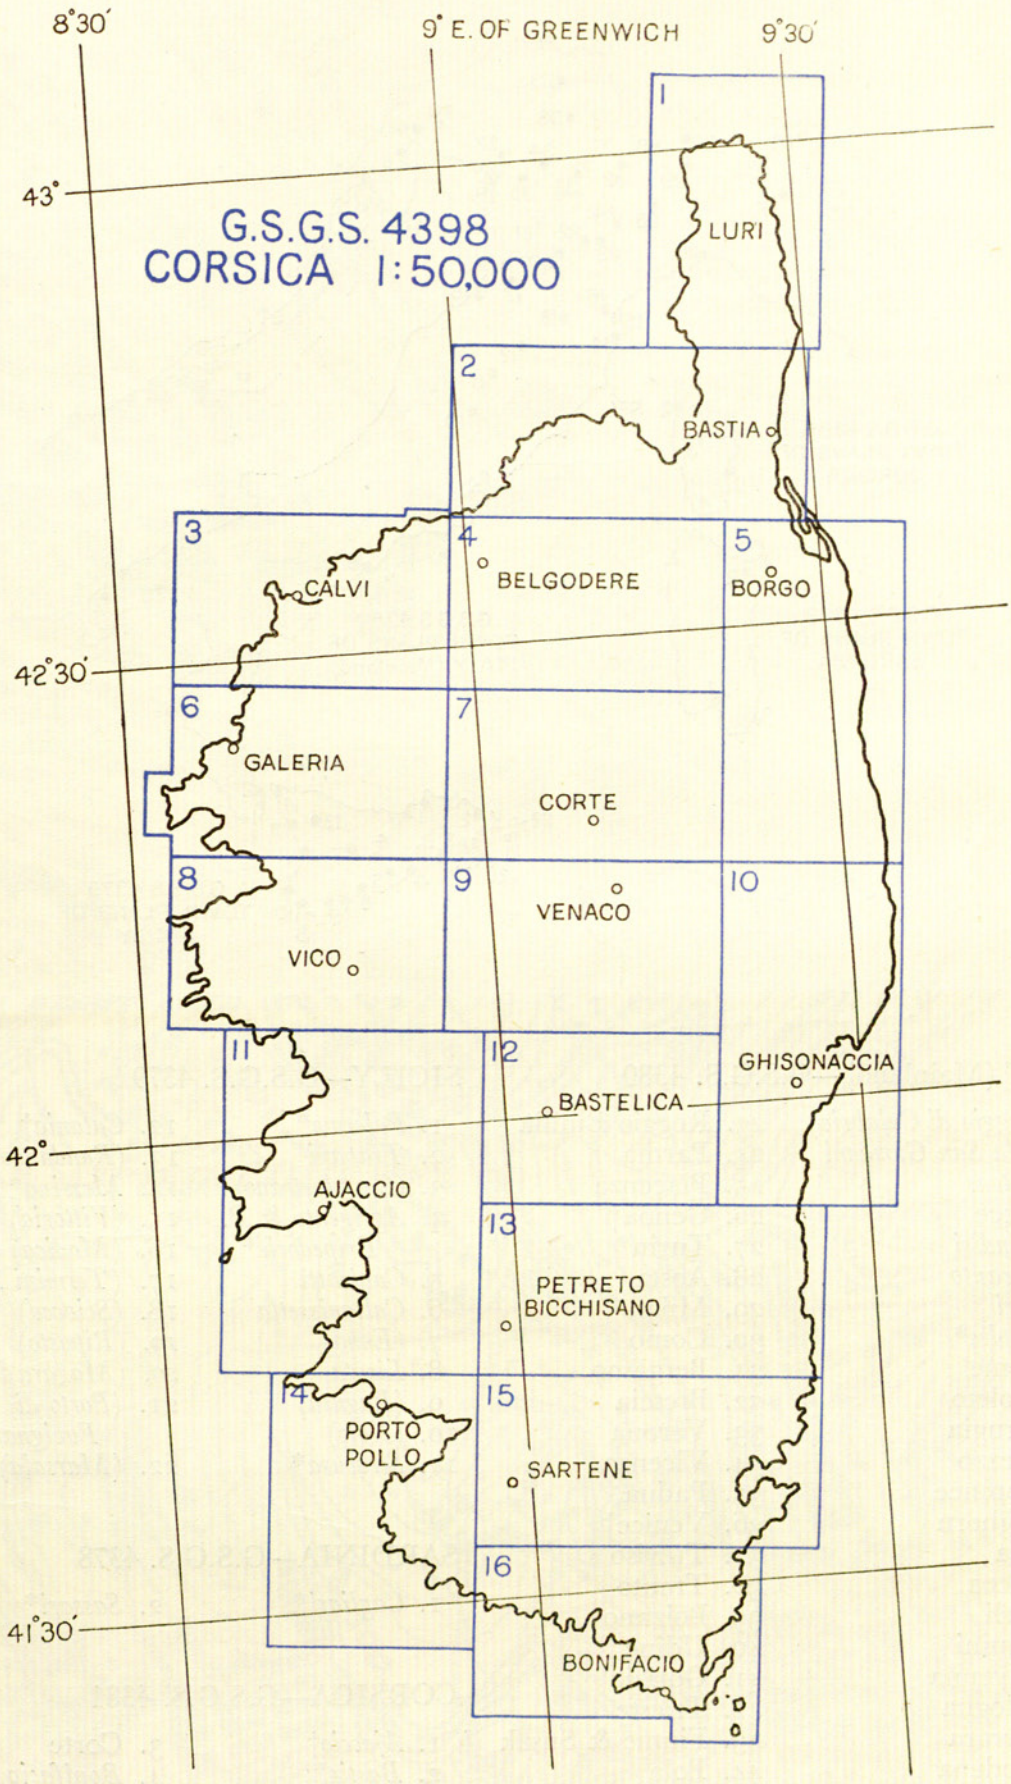 8°30'
9° E. OF GREENWICH
9°30'
1
43°
G.S.G.S. 4398
CORSICA 1:50,000
LURI
2
BASTIA
3
4
5
CALVI
BELGODERE
BORGO
42°30'
6
7
GALERIA
CORTE
8
9
10
VENACO
VICO
11
12
GHISONACCIA
BASTELICA
42°
AJACCIO
13
PETRETO
BICCHISANO
14
15
PORTO
POLLO
SARTENE
16
41°30'
BONIFACIO